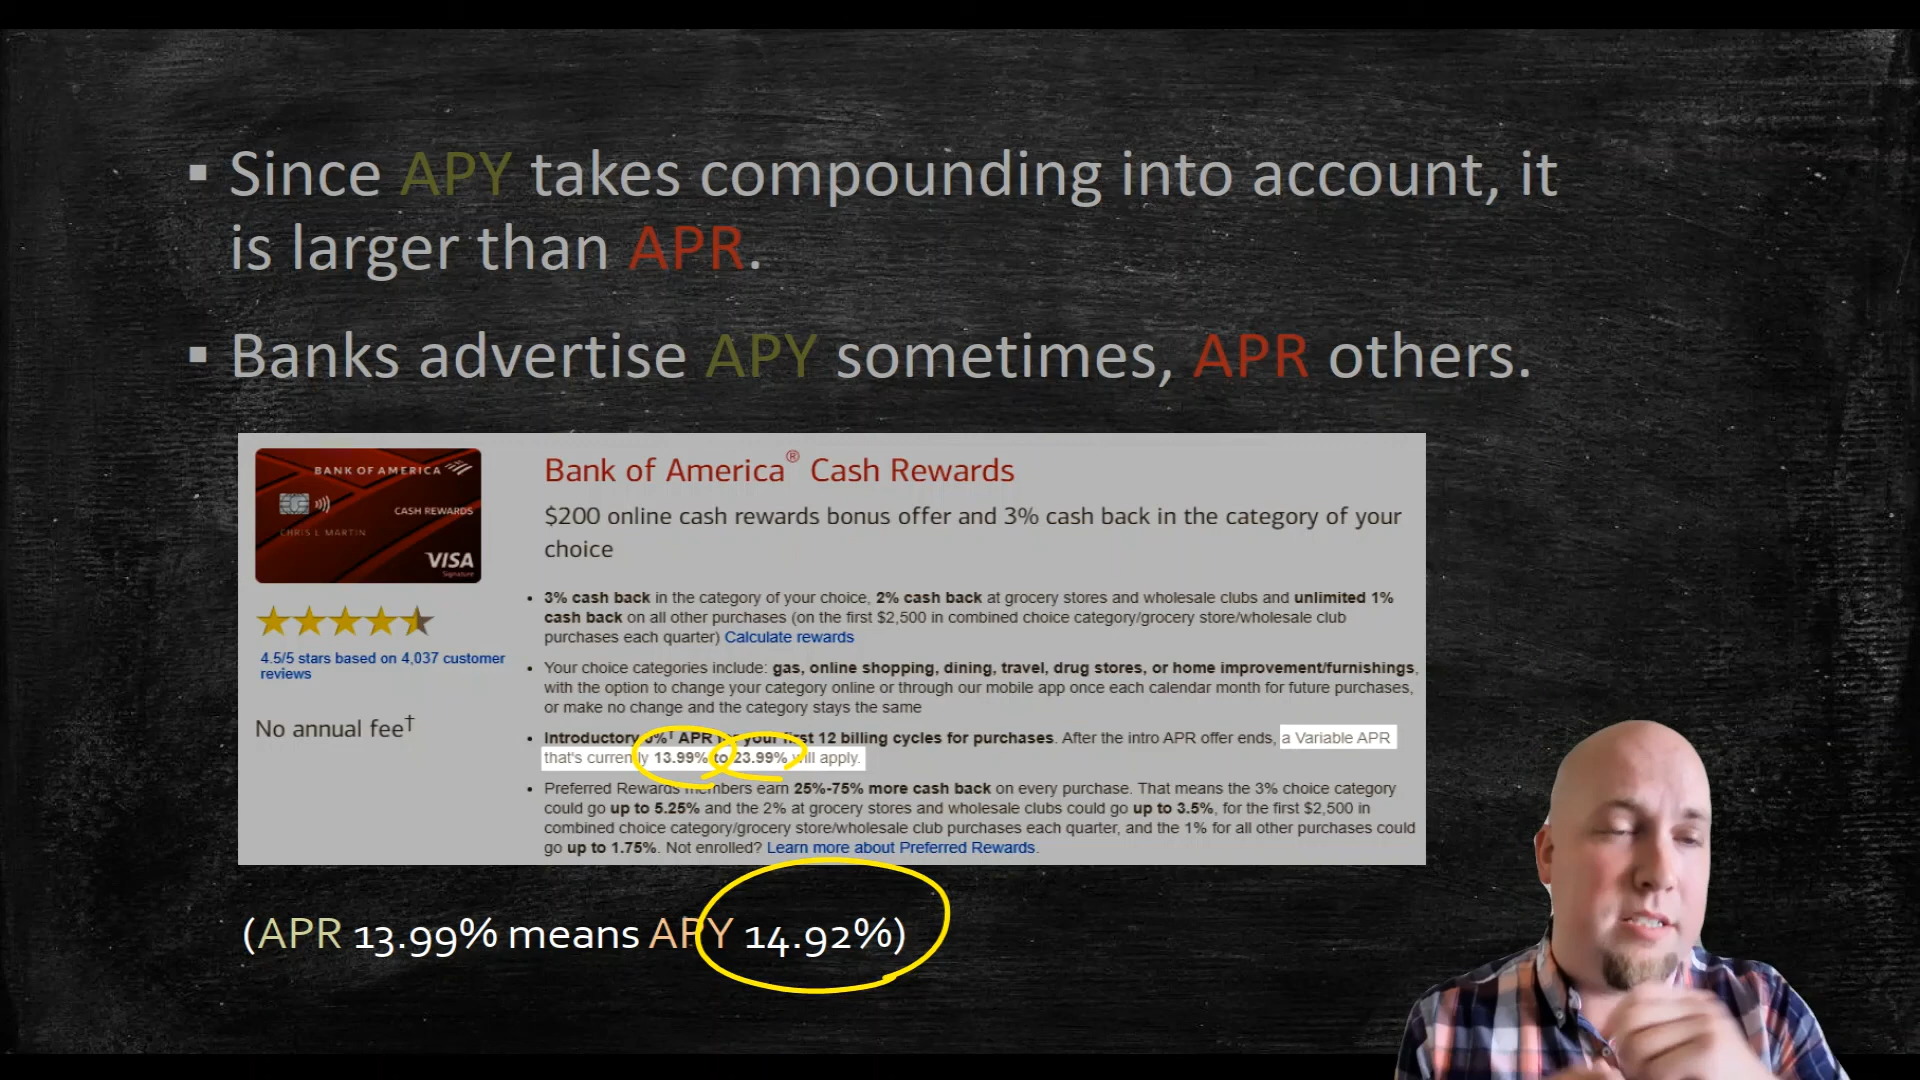 ▪ Since APY takes compounding into account, it
is larger than APR.
▪ Banks advertise APY sometimes, APR others.
BANK OF AMERICA
CASH REWARDS
CHRIS L MARTIN
VISA
Signature
4.5/5 stars based on 4,037 customer
reviews
No annual fee†
Bank of America® Cash Rewards
$200 online cash rewards bonus offer and 3% cash back in the category of your
choice
• 3% cash back in the category of your choice, 2% cash back at grocery stores and wholesale clubs and unlimited 1%
cash back on all other purchases (on the first $2,500 in combined choice category/grocery store/wholesale club
purchases each quarter) Calculate rewards
• Your choice categories include: gas, online shopping, dining, travel, drug stores, or home improvement/furnishings,
with the option to change your category online or through our mobile app once each calendar month for future purchases,
or make no change and the category stays the same
• Introductory 0%† APR for your first 12 billing cycles for purchases. After the intro APR offer ends, a Variable APR
that's currently 13.99% to 23.99% will apply.
• Preferred Rewards members earn 25%-75% more cash back on every purchase. That means the 3% choice category
could go up to 5.25% and the 2% at grocery stores and wholesale clubs could go up to 3.5%, for the first $2,500 in
combined choice category/grocery store/wholesale club purchases each quarter, and the 1% for all other purchases could
go up to 1.75%. Not enrolled? Learn more about Preferred Rewards.
(APR 13.99% means APY 14.92%)